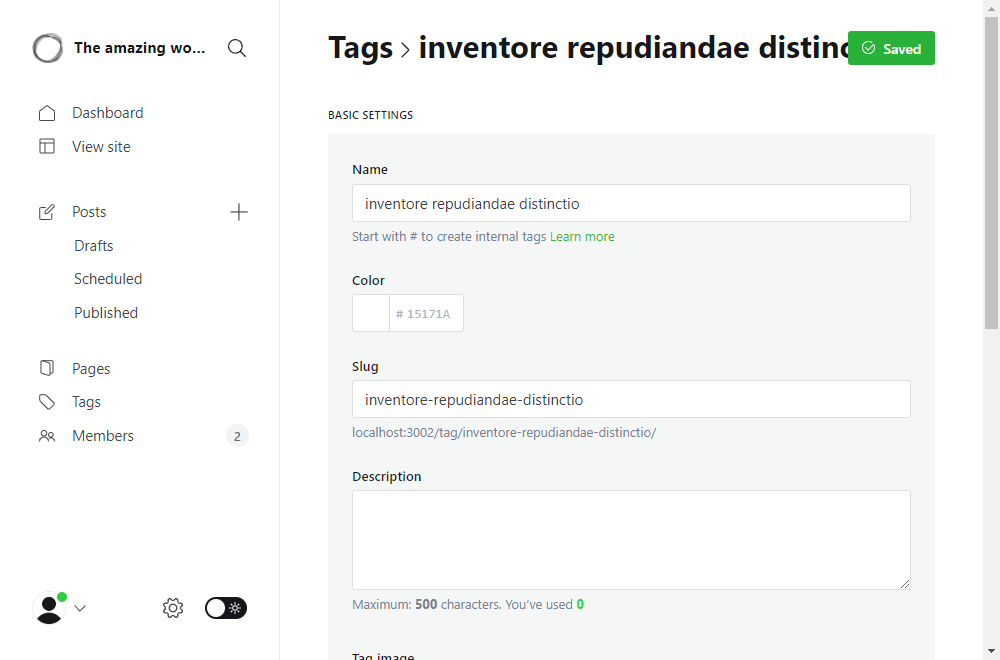 The amazing wo...
Dashboard
View site
Posts
Drafts
Scheduled
Published
Pages
Tags
Members
2
Tags > inventore repudiandae distinc
Saved
BASIC SETTINGS
Name
inventore repudiandae distinctio
Start with # to create internal tags Learn more
Color
# 15171A
Slug
inventore-repudiandae-distinctio
localhost:3002/tag/inventore-repudiandae-distinctio/
Description
Maximum: 500 characters. You've used 0
Tag image